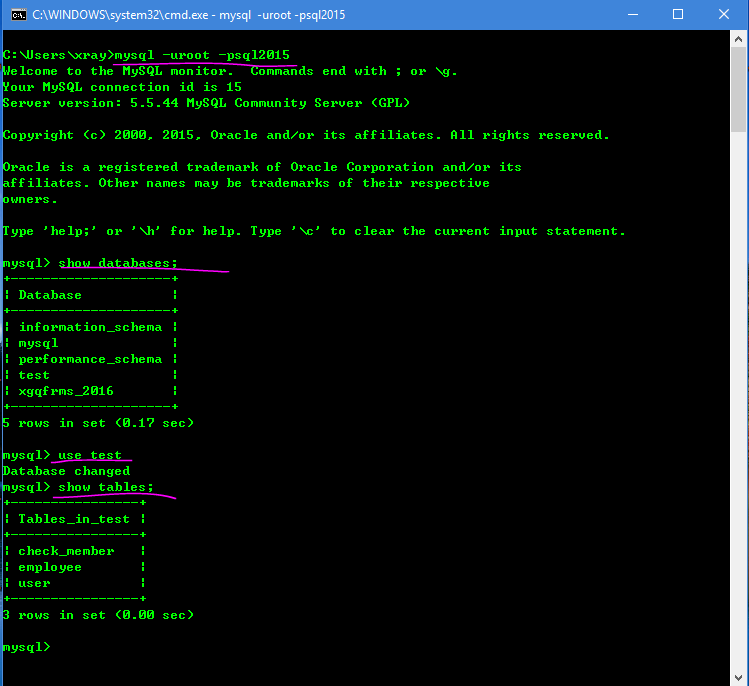 C:\WINDOWS\system32\cmd.exe - mysql  -uroot -psql2015
C:\Users\xray>mysql -uroot -psql2015
Welcome to the MySQL monitor.  Commands end with ; or \g.
Your MySQL connection id is 15
Server version: 5.5.44 MySQL Community Server (GPL)

Copyright (c) 2000, 2015, Oracle and/or its affiliates. All rights reserved.

Oracle is a registered trademark of Oracle Corporation and/or its
affiliates. Other names may be trademarks of their respective
owners.

Type 'help;' or '\h' for help. Type '\c' to clear the current input statement.

mysql> show databases;
+--------------------+
| Database           |
+--------------------+
| information_schema |
| mysql              |
| performance_schema |
| test               |
| xgqfrms_2016       |
+--------------------+
5 rows in set (0.17 sec)

mysql> use test
Database changed
mysql> show tables;
+----------------+
| Tables_in_test |
+----------------+
| check_member   |
| employee       |
| user           |
+----------------+
3 rows in set (0.00 sec)

mysql>